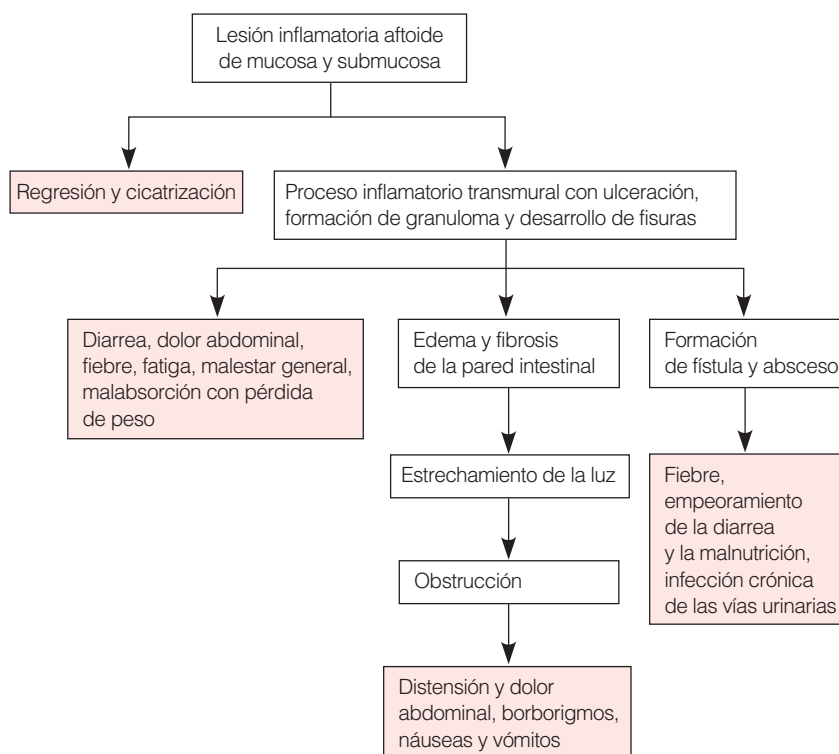 Lesión inflamatoria aftoide
de mucosa y submucosa
Regresión y cicatrización
Proceso inflamatorio transmural con ulceración,
formación de granuloma y desarrollo de fisuras
Diarrea, dolor abdominal,
fiebre, fatiga, malestar general,
malabsorción con pérdida
de peso
Edema y fibrosis
de la pared intestinal
Formación
de fístula y absceso
Estrechamiento de la luz
Fiebre,
empeoramiento
de la diarrea
y la malnutrición,
infección crónica
de las vías urinarias
Obstrucción
Distensión y dolor
abdominal, borborigmos,
náuseas y vómitos